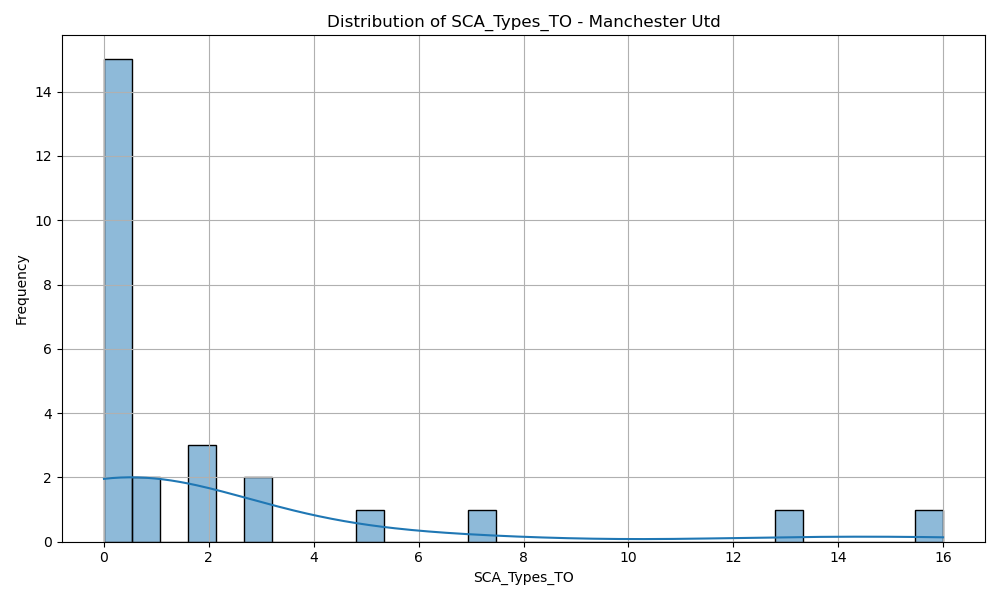 Distribution of SCA_Types_TO - Manchester Utd
14
12
10
8
6
4
2
0
Frequency
0 2 4 6 8 10 12 14 16
SCA_Types_TO